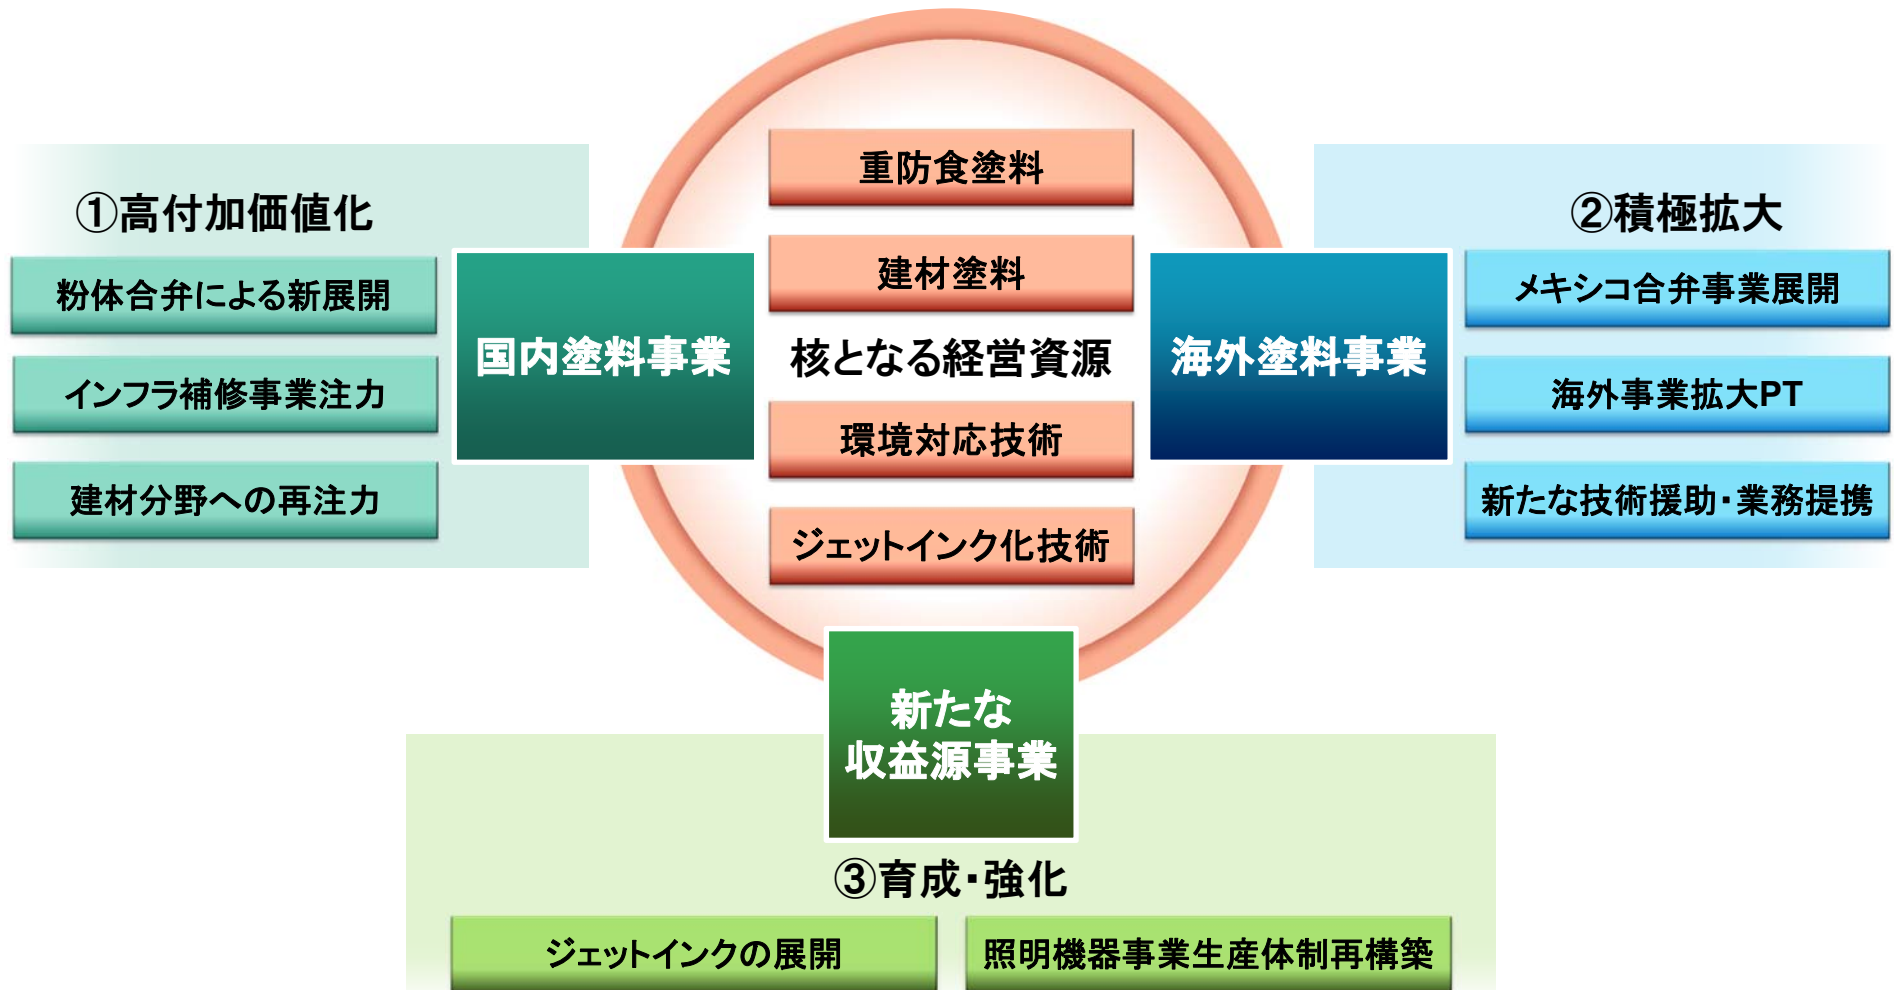 ①高付加価値化
粉体合弁による新展開
インフラ補修事業注力
建材分野への再注力
国内塗料事業
重防食塗料
建材塗料
核となる経営資源
環境対応技術
ジェットインク化技術
海外塗料事業
②積極拡大
メキシコ合弁事業展開
海外事業拡大PT
新たな技術援助・業務提携
新たな
収益源事業
③育成・強化
ジェットインクの展開
照明機器事業生産体制再構築